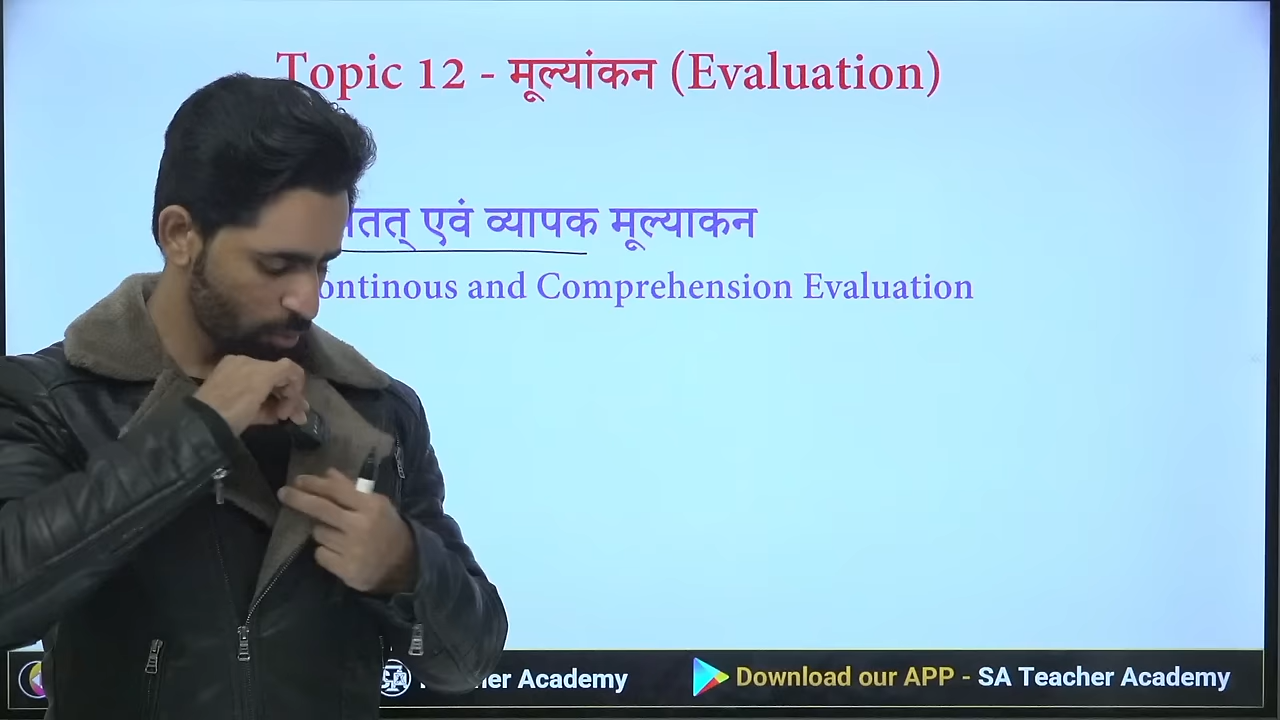 Topic 12 - मूल्यांकन (Evaluation)
एवं व्यापक मूल्याकन
and Comprehension Evaluation
Academy
Download our APP - SA Teacher Academy